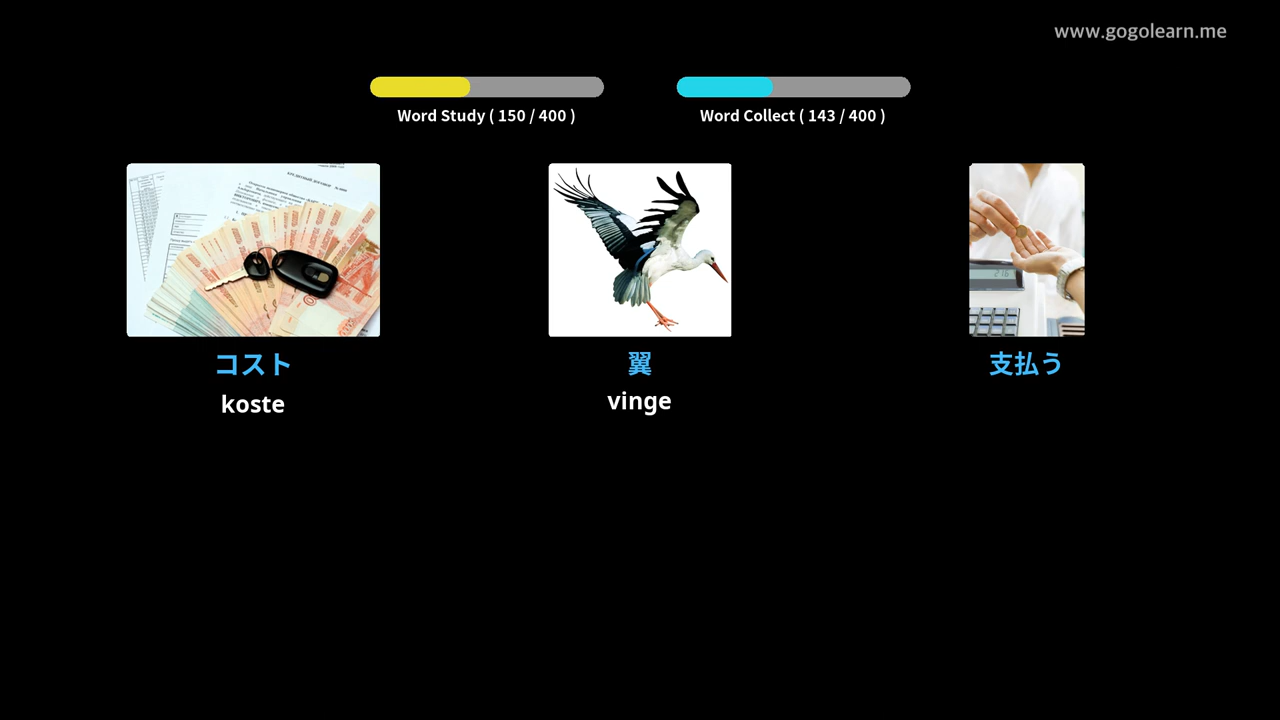 www.gogolearn.me
Word Study ( 150 / 400 )
Word Collect ( 143 / 400 )
コスト
koste
翼
vinge
支払う